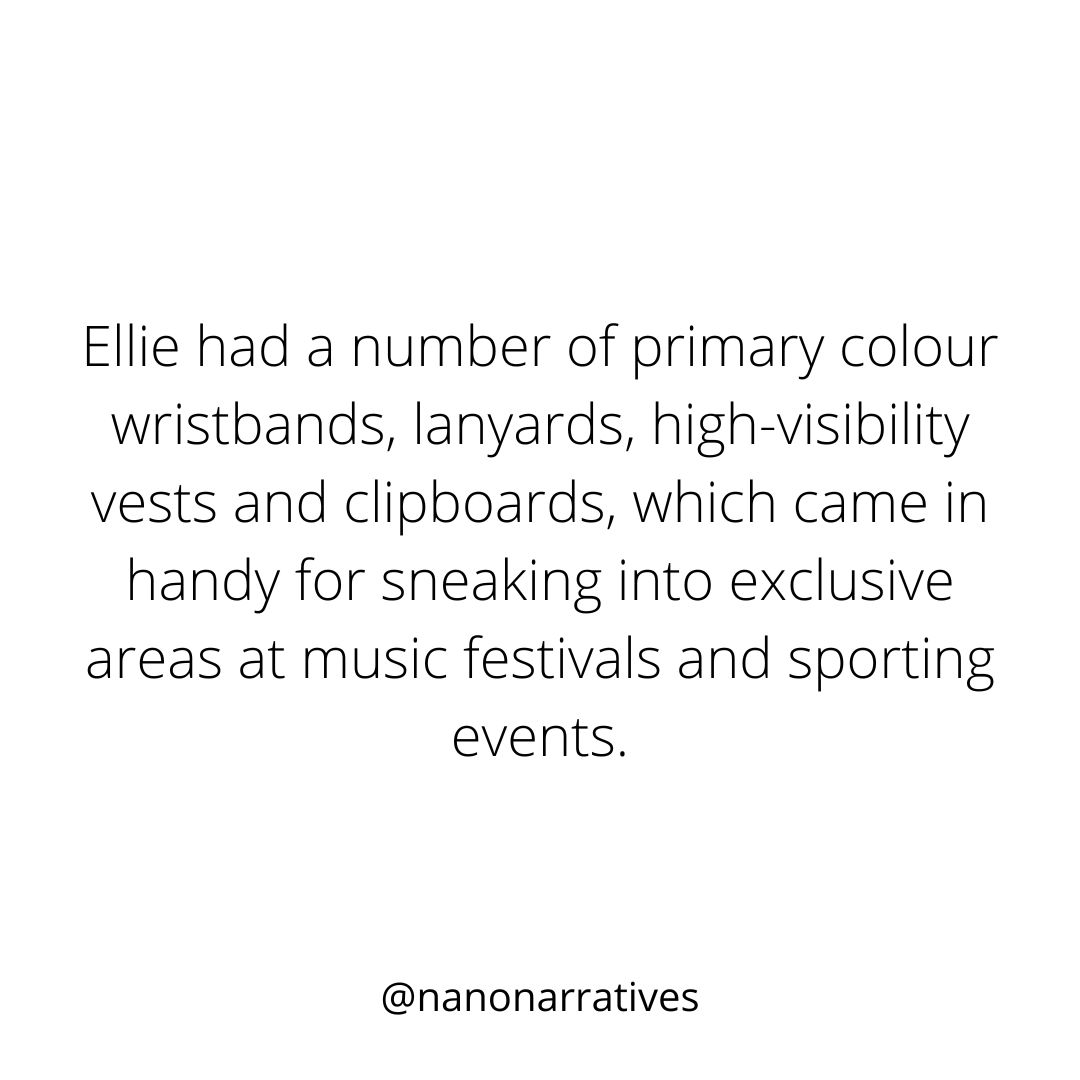 Ellie had a number of primary colour
wristbands, lanyards, high-visibility
vests and clipboards, which came in
handy for sneaking into exclusive
areas at music festivals and sporting
events.
@nanonarratives